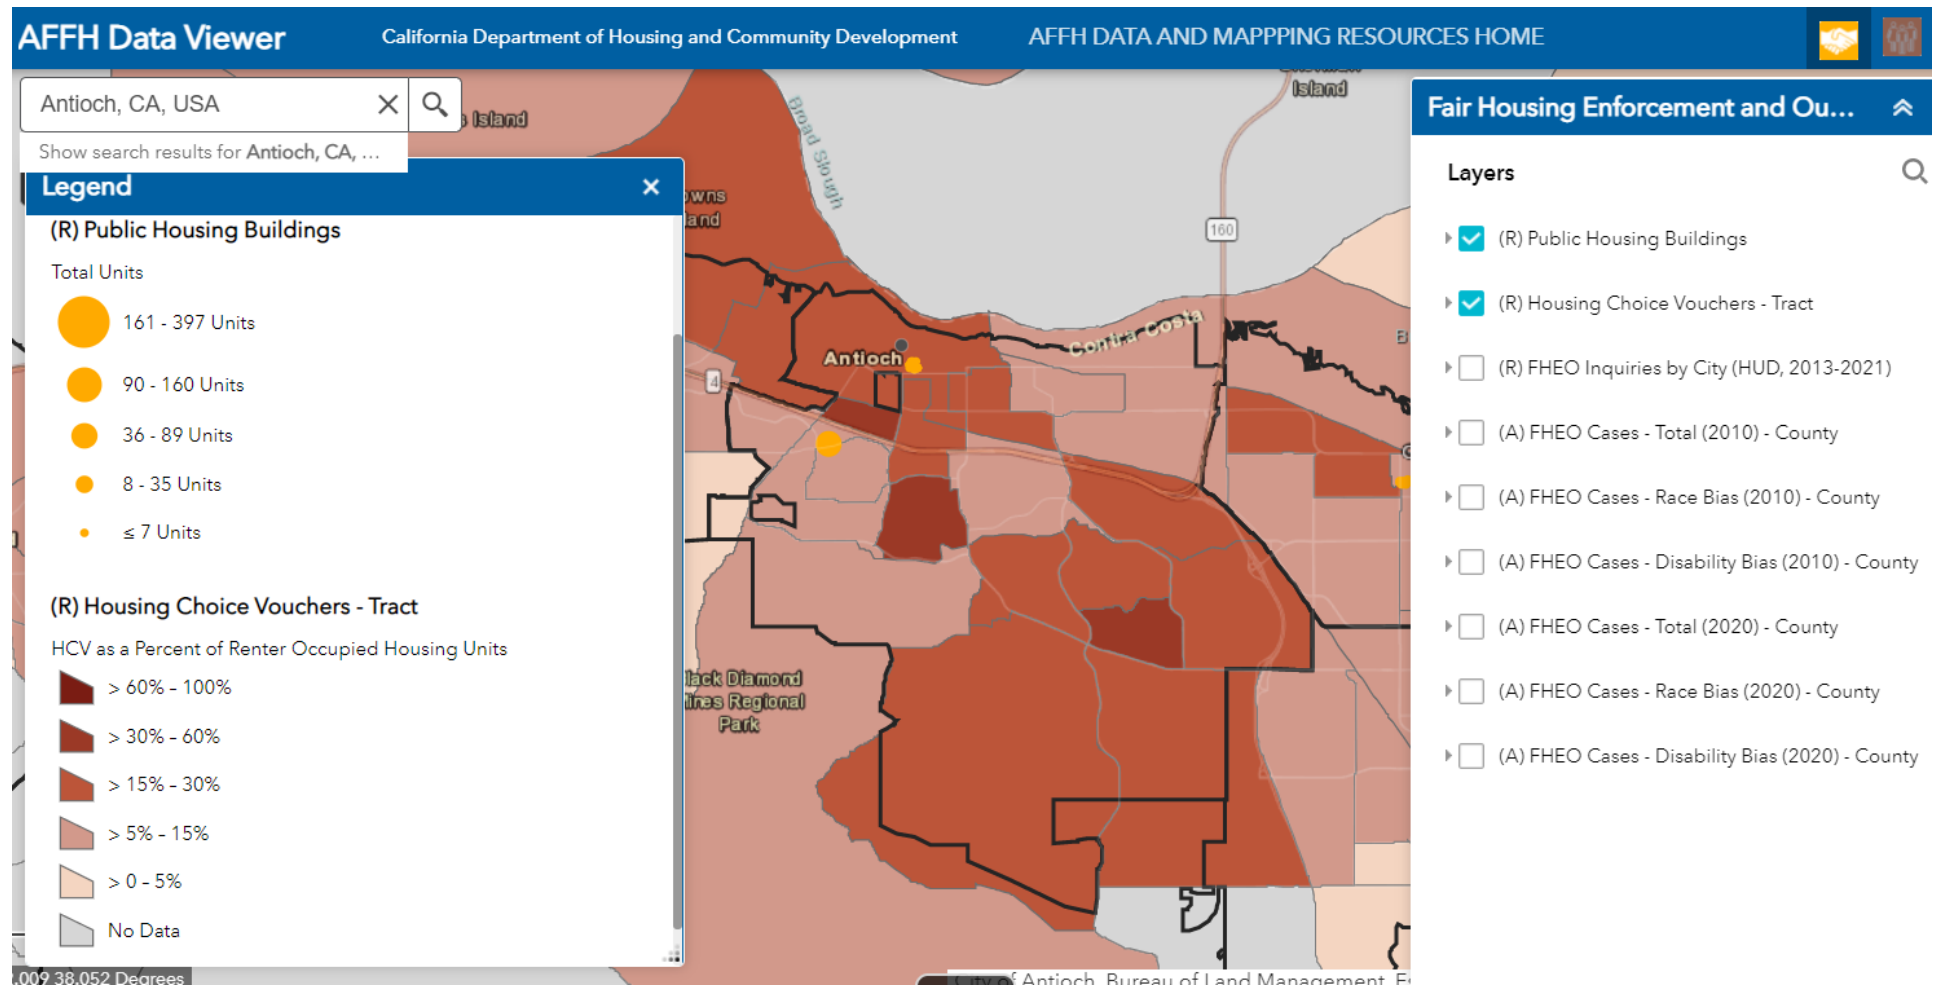 AFFH Data Viewer
California Department of Housing and Community Development
AFFH DATA AND MAPPPING RESOURCES HOME
Antioch, CA, USA
Show search results for Antioch, CA, ...
Legend
(R) Public Housing Buildings
Total Units
161 - 397 Units
90 - 160 Units
36 - 89 Units
8 - 35 Units
≤ 7 Units
(R) Housing Choice Vouchers - Tract
HCV as a Percent of Renter Occupied Housing Units
> 60% - 100%
> 30% - 60%
> 15% - 30%
> 5% - 15%
> 0 - 5%
No Data
.009 38.052 Degrees
Island
Broad Slough
Island
160
Contra Costa
Antioch
4
lack Diamond
ines Regional
Park
City of Antioch, Bureau of Land Management, Es
Fair Housing Enforcement and Ou...
Layers
(R) Public Housing Buildings
(R) Housing Choice Vouchers - Tract
(R) FHEO Inquiries by City (HUD, 2013-2021)
(A) FHEO Cases - Total (2010) - County
(A) FHEO Cases - Race Bias (2010) - County
(A) FHEO Cases - Disability Bias (2010) - County
(A) FHEO Cases - Total (2020) - County
(A) FHEO Cases - Race Bias (2020) - County
(A) FHEO Cases - Disability Bias (2020) - County